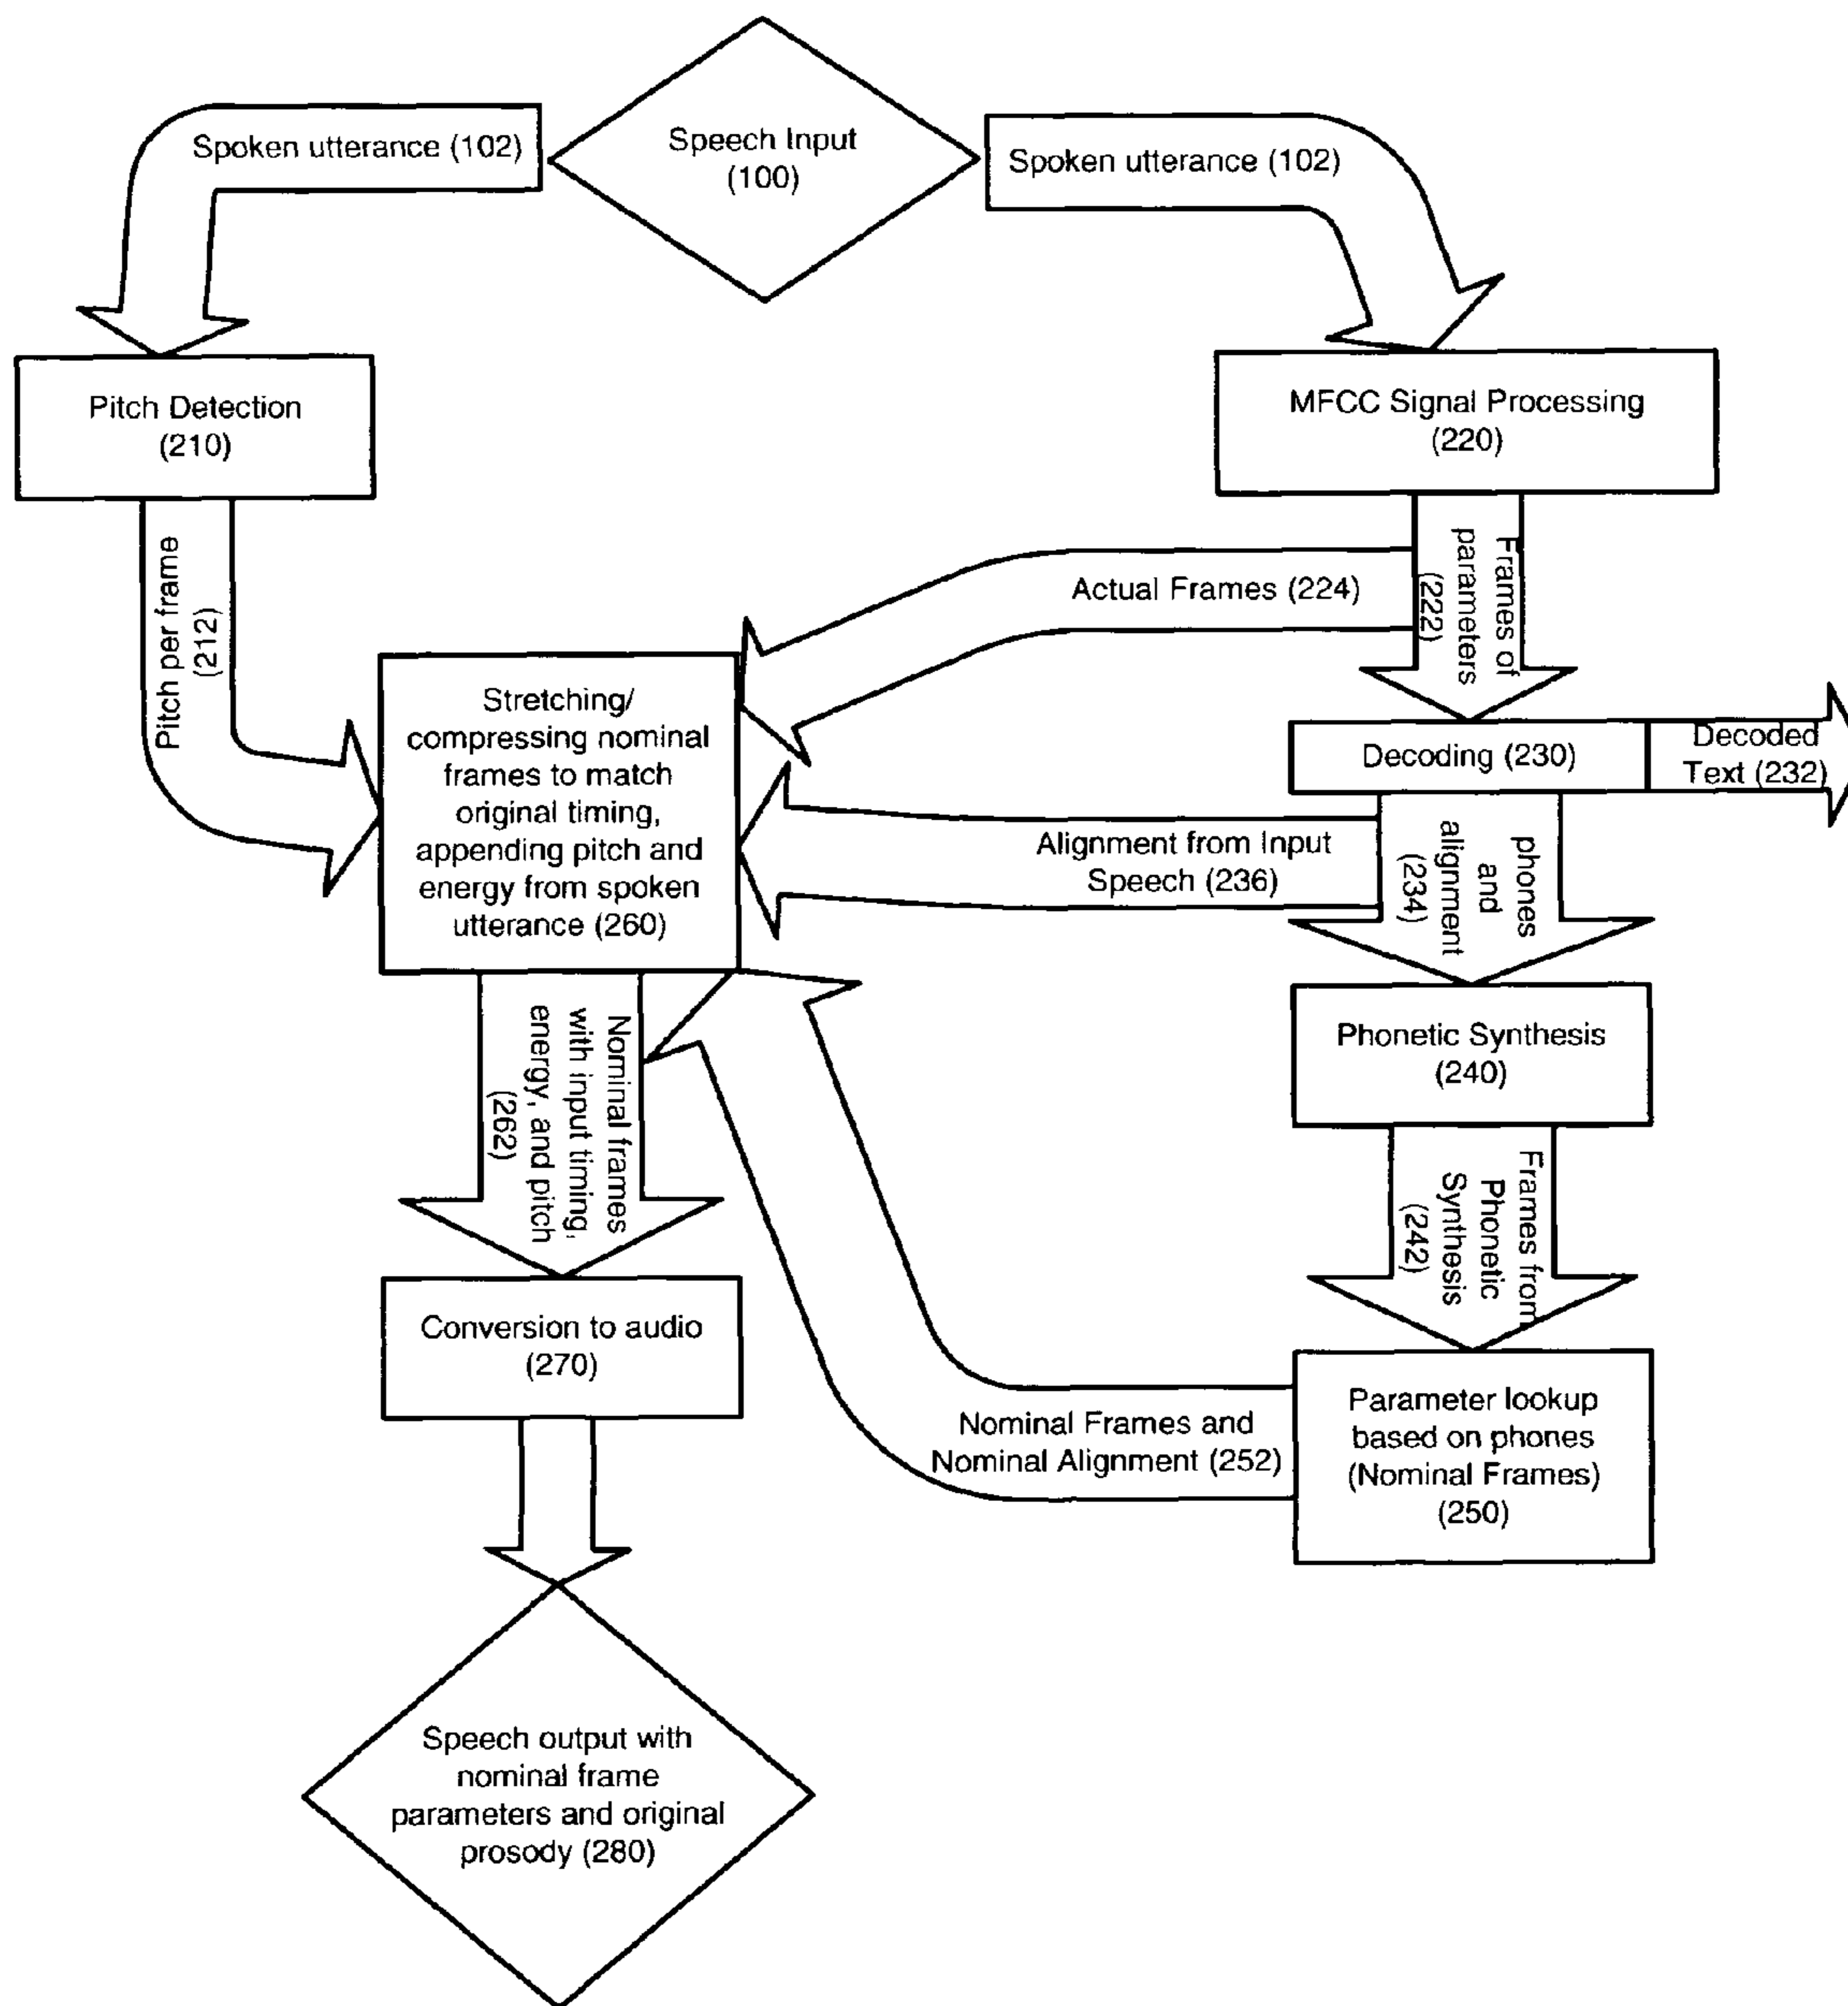 Speech Input
(100)
Spoken utterance (102)
Spoken utterance (102)
Pitch Detection
(210)
MFCC Signal Processing
(220)
Pitch per frame
(212)
Frames of
parameters
(222)
Actual Frames (224)
Stretching/
compressing nominal
frames to match
original timing,
appending pitch and
energy from spoken
utterance (260)
Decoding (230)
Decoded
Text (232)
Alignment from Input
Speech (236)
phones
and
alignment
(234)
Phonetic Synthesis
(240)
Nominal frames
with input timing,
energy, and pitch
(262)
Frames from
Phonetic
Synthesis
(242)
Conversion to audio
(270)
Nominal Frames and
Nominal Alignment (252)
Parameter lookup
based on phones
(Nominal Frames)
(250)
Speech output with
nominal frame
parameters and original
prosody (280)